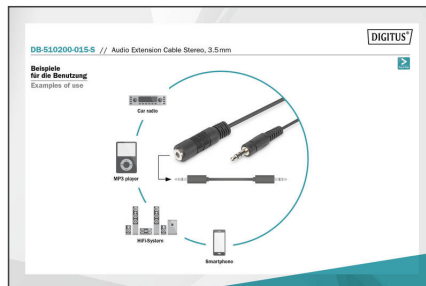 DIGITUS®
DB-510200-015-S // Audio Extension Cable Stereo, 3.5 mm
Beispiele
für die Benutzung
Examples of use
Car radio
MP3 player
HiFi-System
Smartphone